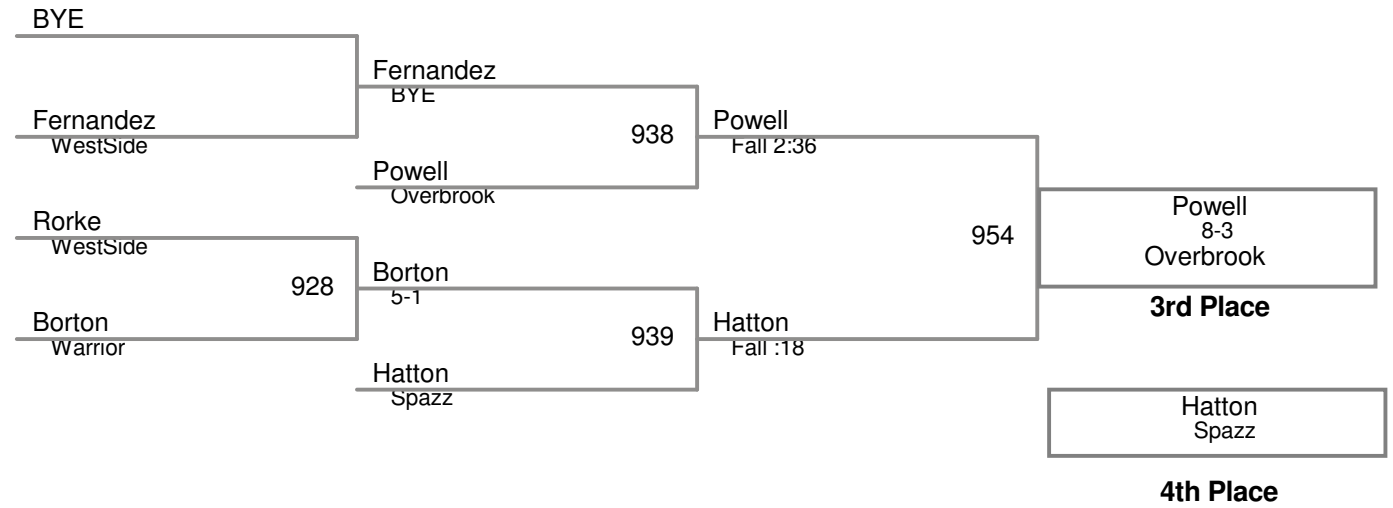 BYE
Fernandez
WestSide
Rorke
WestSide
928
Borton
Warrior
Fernandez
BYE
938
Powell
Overbrook
Borton
5-1
939
Hatton
Spazz
Powell
Fall 2:36
954
Hatton
Fall :18
Powell
8-3
Overbrook
3rd Place
Hatton
Spazz
4th Place